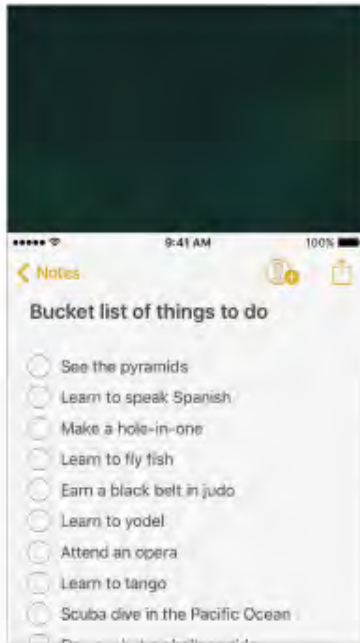 9:41 AM 100%
Notes
Bucket list of things to do
See the pyramids
Learn to speak Spanish
Make a hole-in-one
Learn to fly fish
Earn a black belt in judo
Learn to yodel
Attend an opera
Learn to tango
Scuba dive in the Pacific Ocean